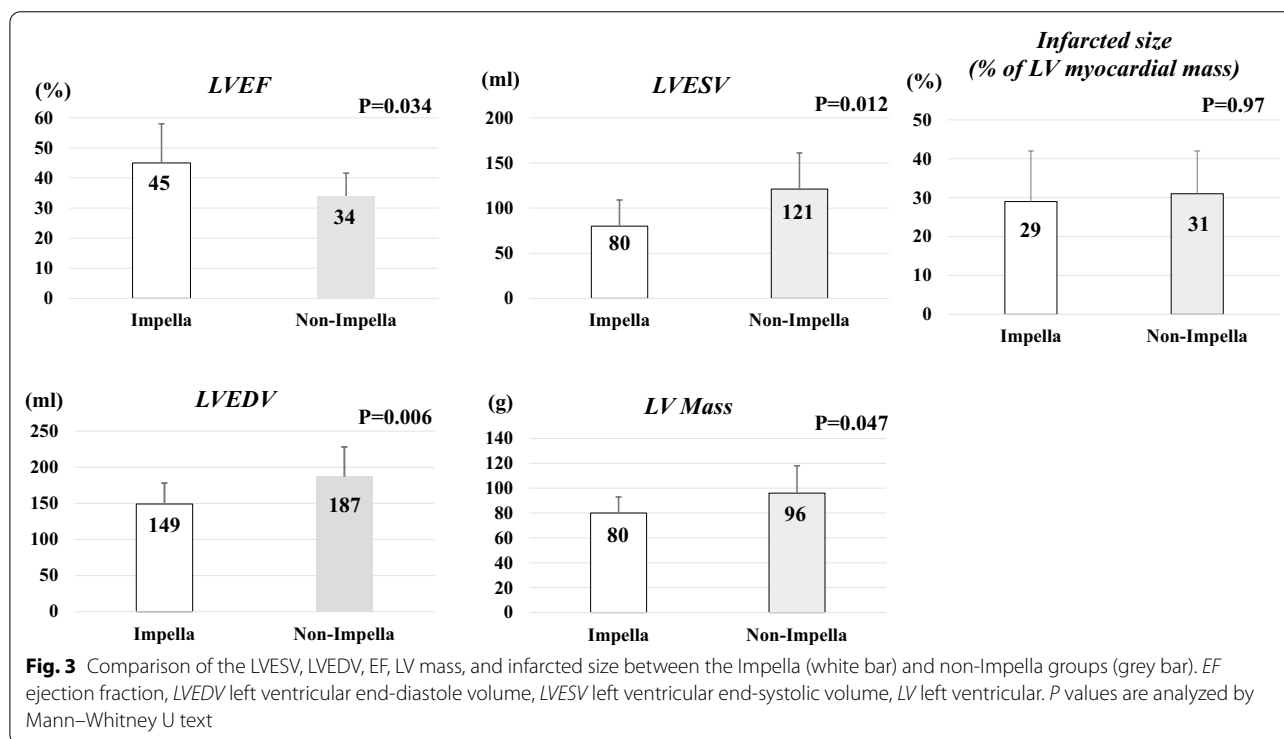 LVEF
(%)
P=0.034
60
50
40
30
20
10
0
45
34
Impella
Non-Impella
LVESV
(ml)
P=0.012
200
150
100
50
0
80
121
Impella
Non-Impella
Infarcted size
(% of LV myocardial mass)
(%)
P=0.97
50
40
30
20
10
0
29
31
Impella
Non-Impella
LVEDV
(ml)
P=0.006
250
200
150
100
50
0
149
187
Impella
Non-Impella
LV Mass
(g)
P=0.047
140
120
100
80
60
40
20
0
80
96
Impella
Non-Impella
Fig. 3 Comparison of the LVESV, LVEDV, EF, LV mass, and infarcted size between the Impella (white bar) and non-Impella groups (grey bar). EF
ejection fraction, LVEDV left ventricular end-diastole volume, LVESV left ventricular end-systolic volume, LV left ventricular. P values are analyzed by
Mann–Whitney U text